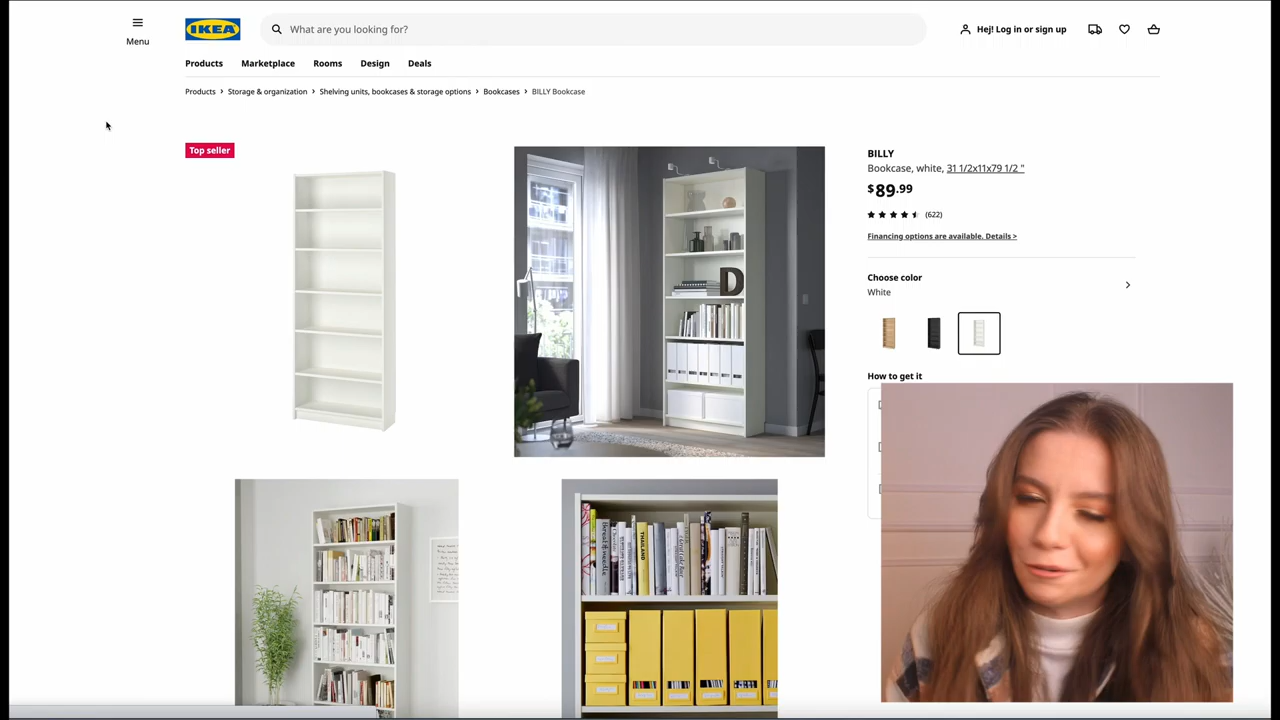 Menu
IKEA
What are you looking for?
Hej! Log in or sign up
Products
Marketplace
Rooms
Design
Deals
Products › Storage & organization › Shelving units, bookcases & storage options › Bookcases › BILLY Bookcase
Top seller
BILLY
Bookcase, white, 31 1/2x11x79 1/2 "
$89.99
(622)
Financing options are available. Details >
Choose color
White
How to get it
D
THAILAND